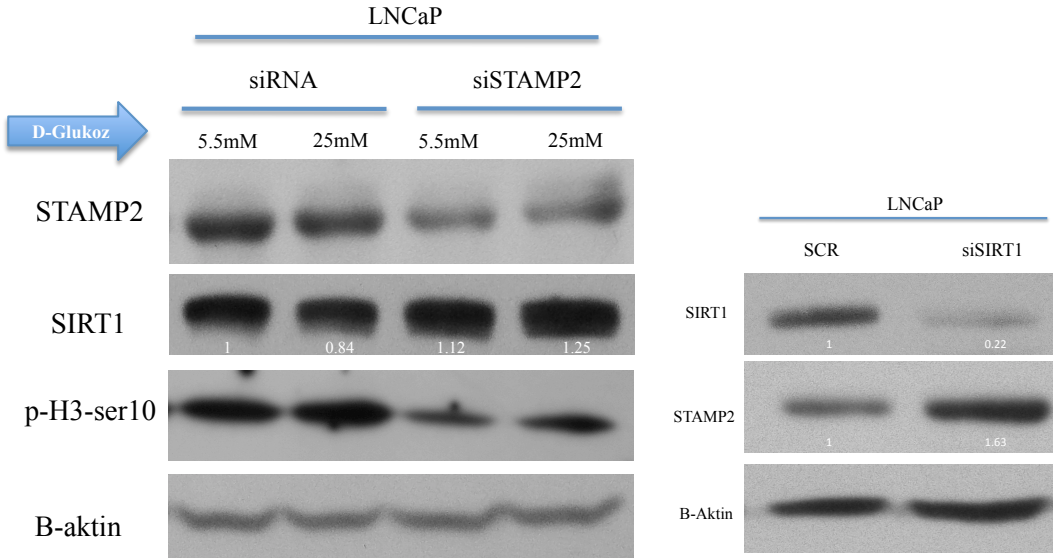 LNCaP
siRNA siSTAMP2
D-Glukoz
5.5mM 25mM 5.5mM 25mM
STAMP2
SIRT1
1 0.84 1.12 1.25
p-H3-ser10
B-aktin
LNCaP
SCR siSIRT1
SIRT1
1 0.22
STAMP2
1 1.63
B-Aktin